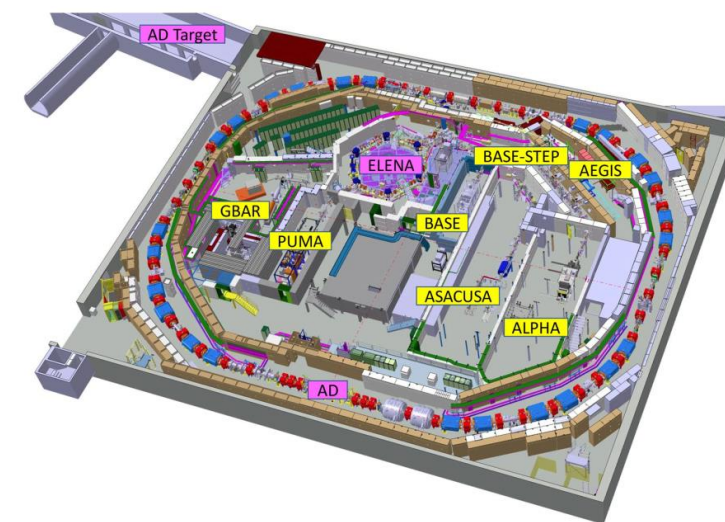 AD Target
ELENA
BASE-STEP
AEGIS
GBAR
BASE
PUMA
ASACUSA
ALPHA
AD